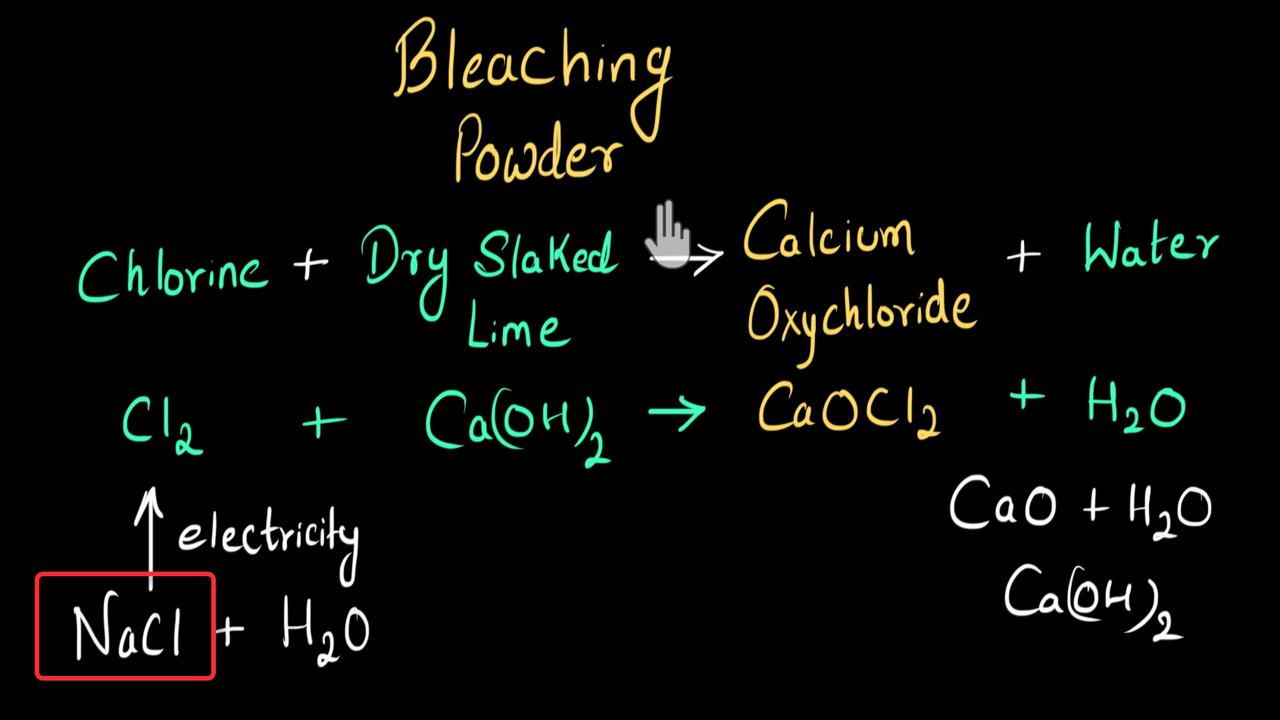 Bleaching
Powder
Chlorine + Dry Slaked Lime → Calcium Oxychloride + Water
Cl₂ + Ca(OH)₂ → CaOCl₂ + H₂O
electricity
NaCl + H₂O
CaO + H₂O
Ca(OH)₂